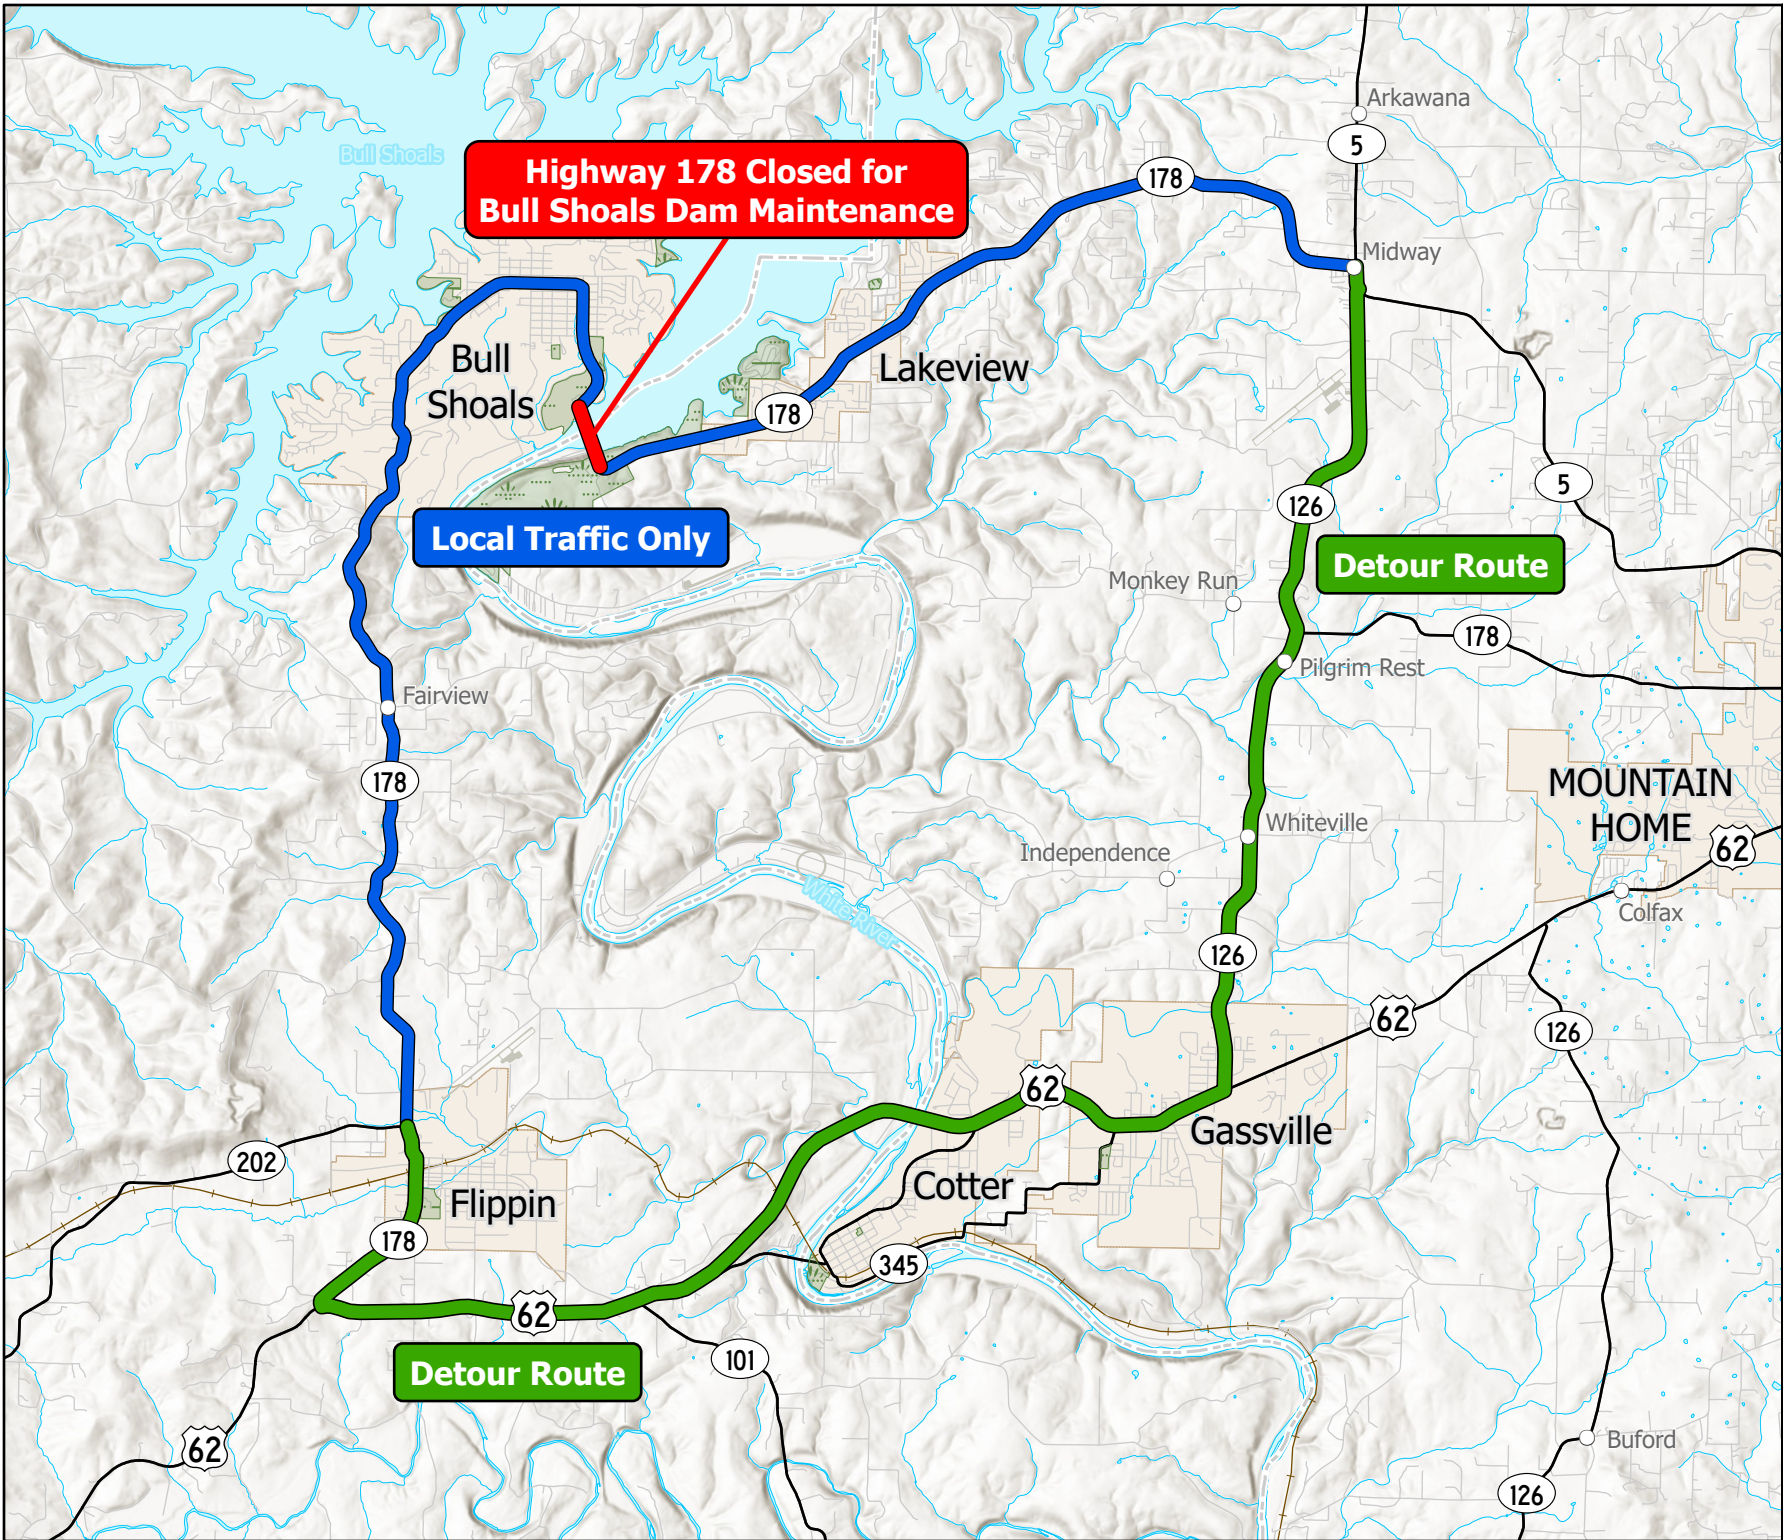 Arkawana
5
Bull Shoals
Highway 178 Closed for
Bull Shoals Dam Maintenance
178
Midway
Bull
Shoals
Lakeview
178
5
126
Local Traffic Only
Detour Route
Monkey Run
178
Pilgrim Rest
Fairview
178
MOUNTAIN
HOME
Whiteville
62
Independence
Colfax
White River
126
62
126
62
Gassville
202
Cotter
Flippin
178
345
62
101
Detour Route
62
Buford
126